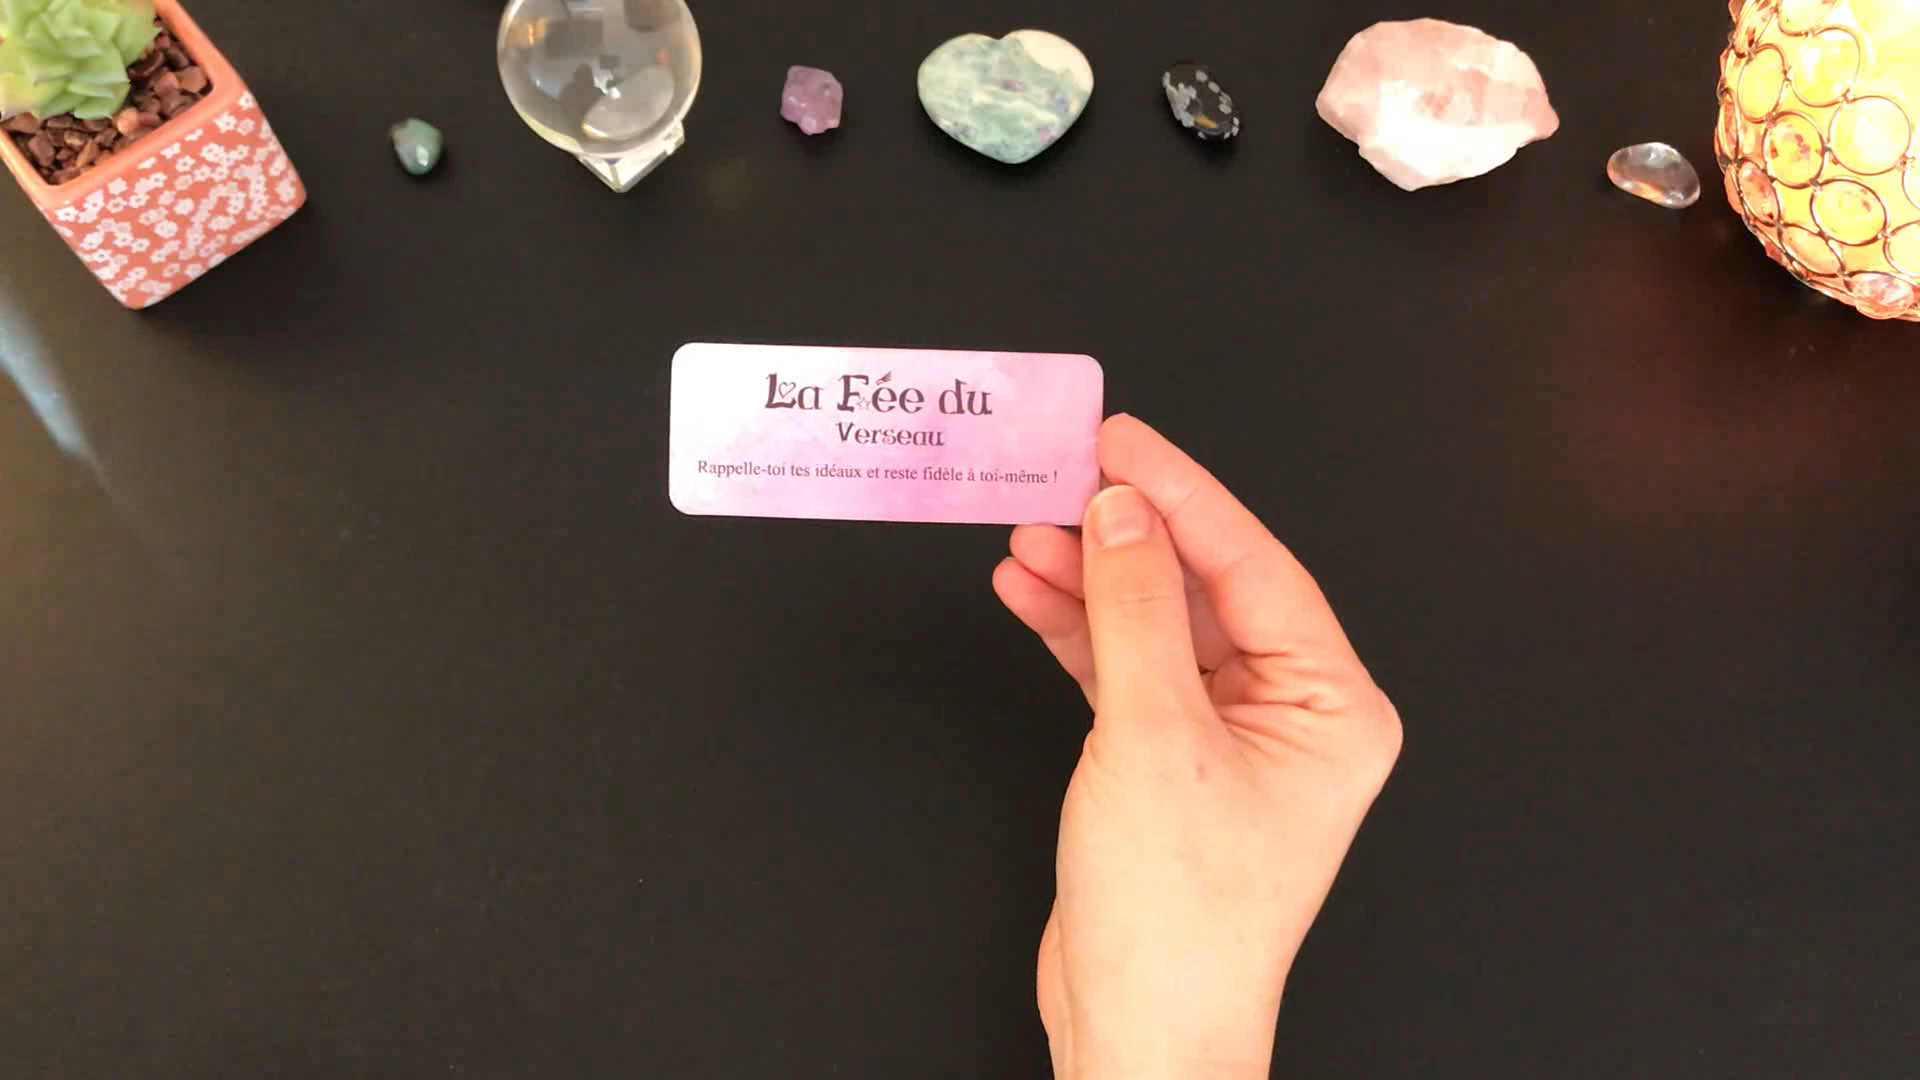 La Fée du
Verseau
Rappelle-toi tes idéaux et reste fidèle à toi-même !